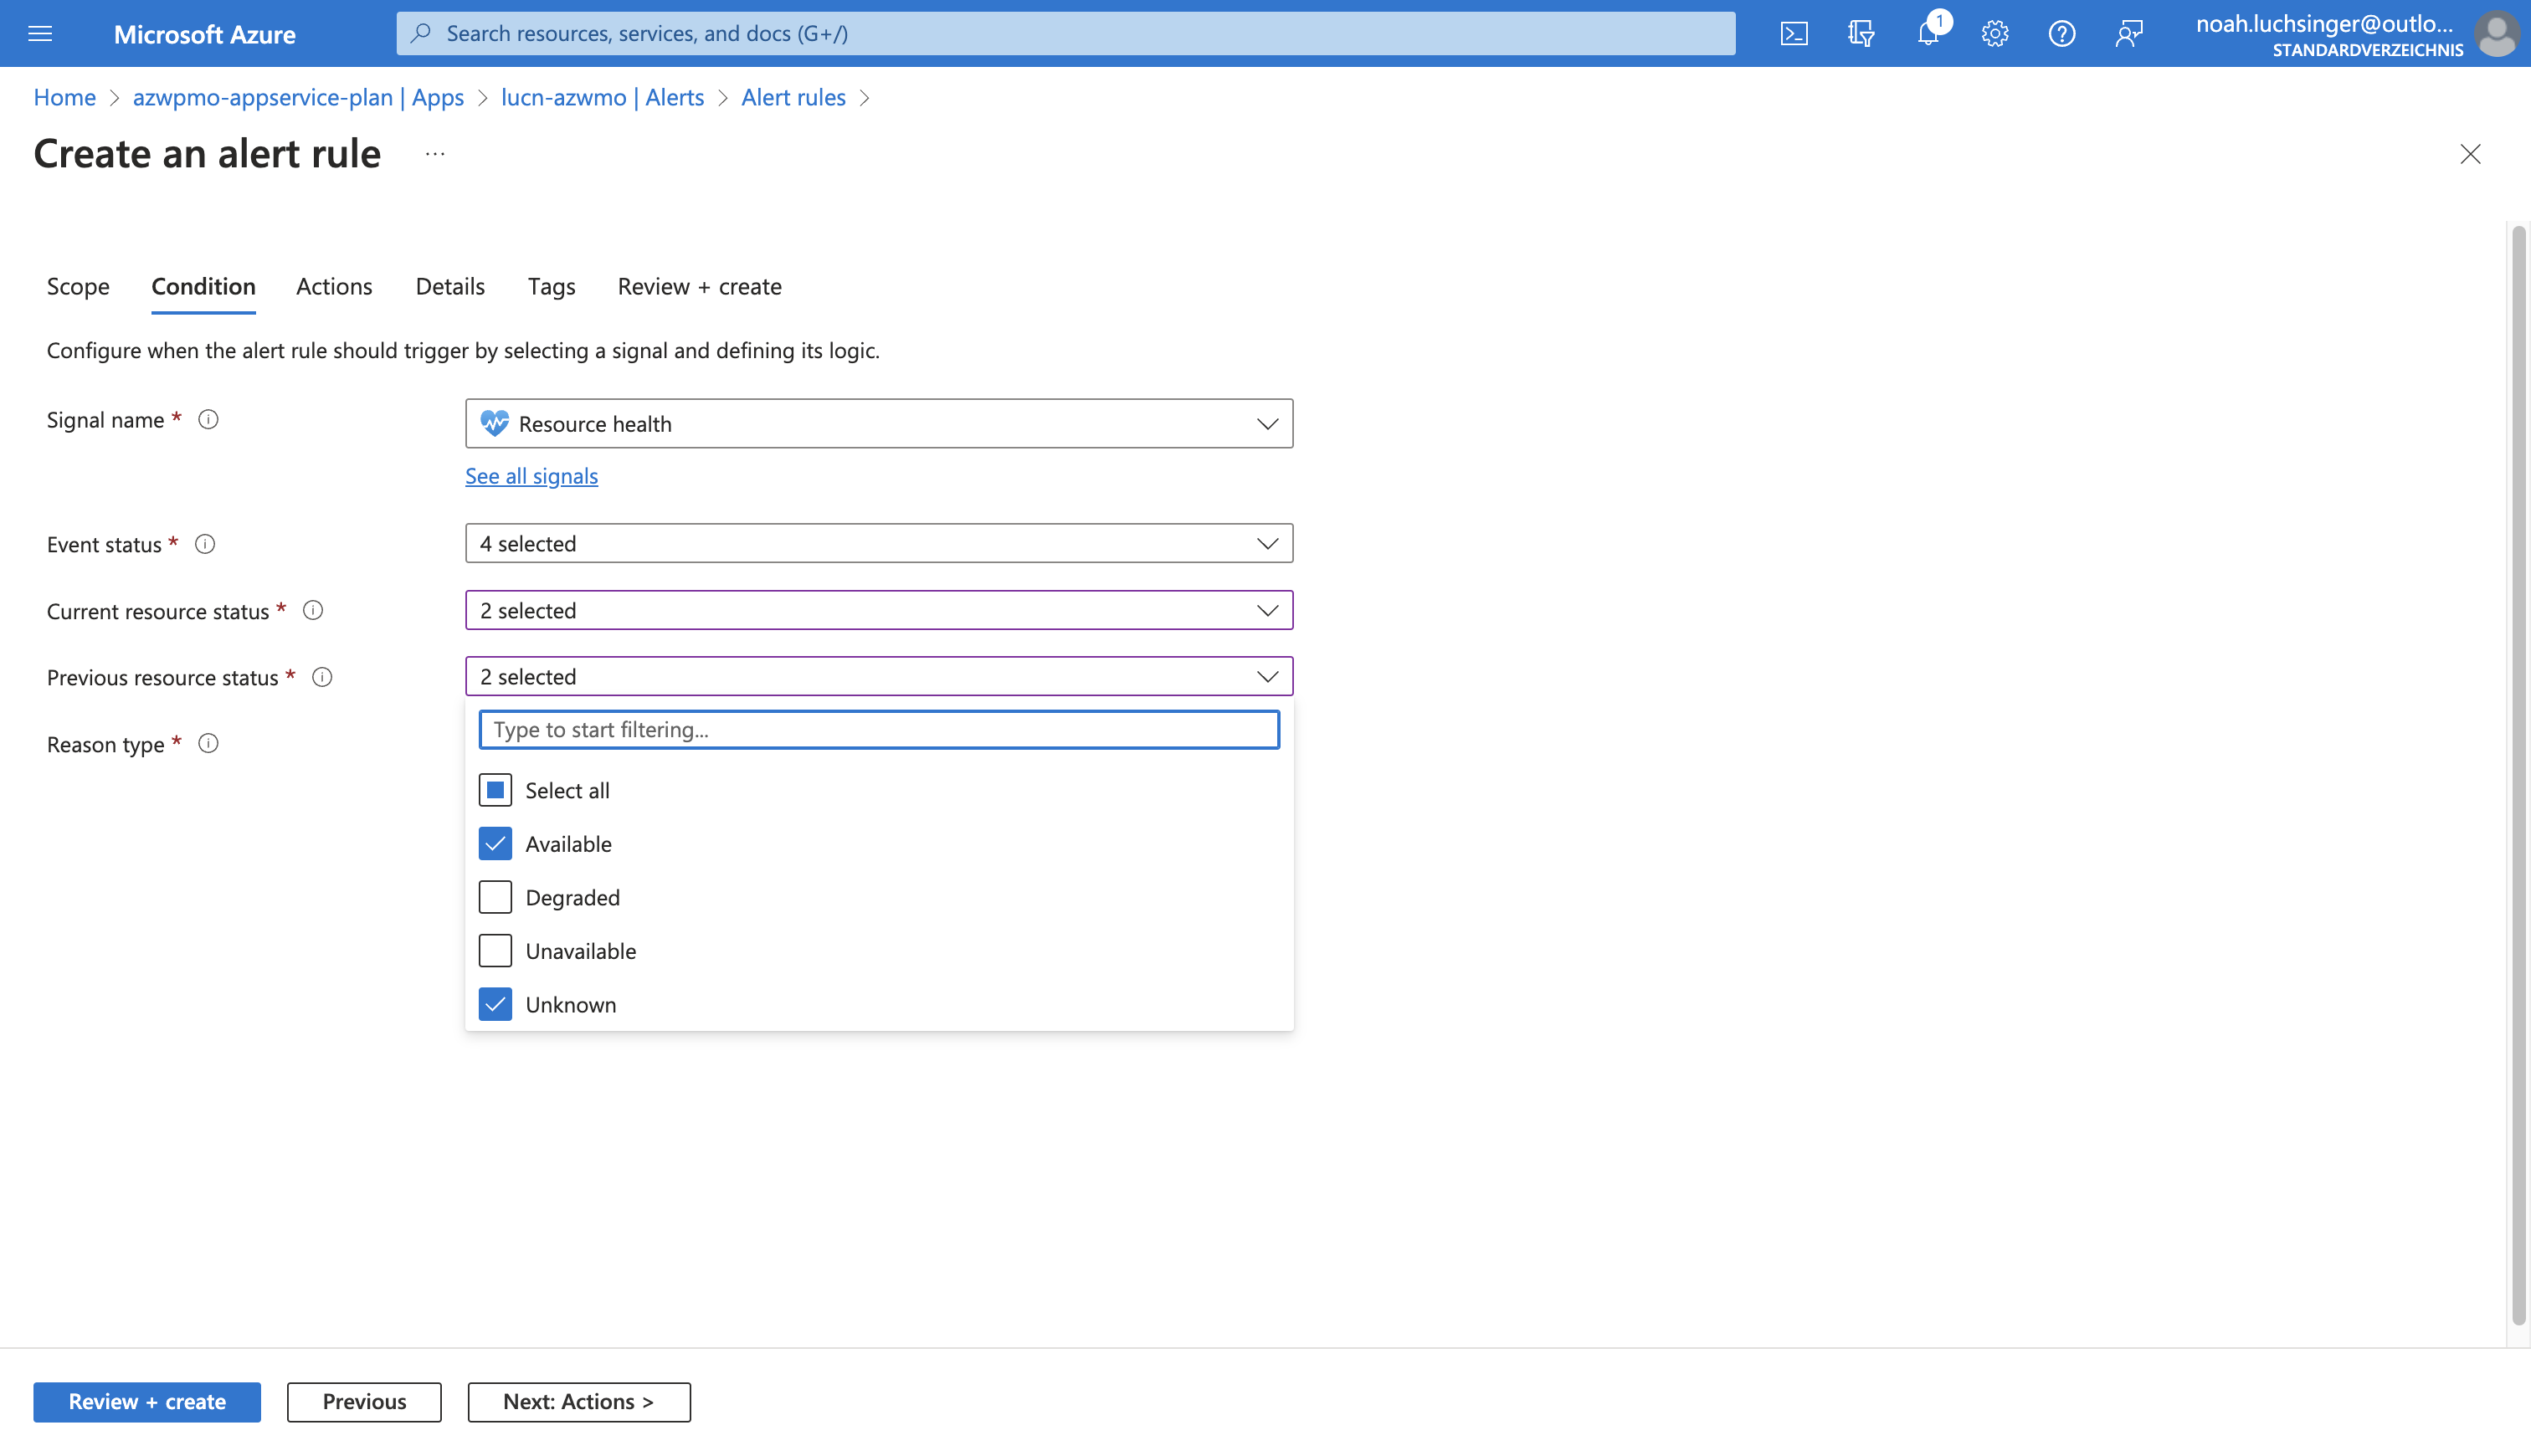 Microsoft Azure
Search resources, services, and docs (G+/)
1
noah.luchsinger@outlo...
STANDARDVERZEICHNIS
Home > azwpmo-appservice-plan | Apps > lucn-azwmo | Alerts > Alert rules >
Create an alert rule ...
Scope Condition Actions Details Tags Review + create
Configure when the alert rule should trigger by selecting a signal and defining its logic.
Signal name * Resource health
See all signals
Event status * 4 selected
Current resource status * 2 selected
Previous resource status * 2 selected
Type to start filtering...
Reason type *
Select all
Available
Degraded
Unavailable
Unknown
Review + create Previous Next: Actions >